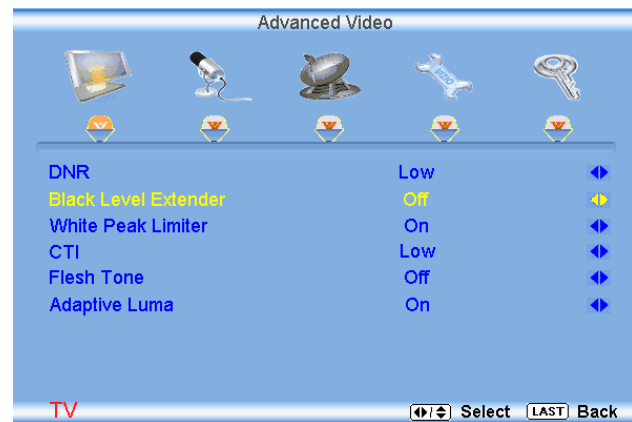 Advanced Video
DNR Low
Black Level Extender Off
White Peak Limiter On
CTI Low
Flesh Tone Off
Adaptive Luma On
TV Select LAST Back